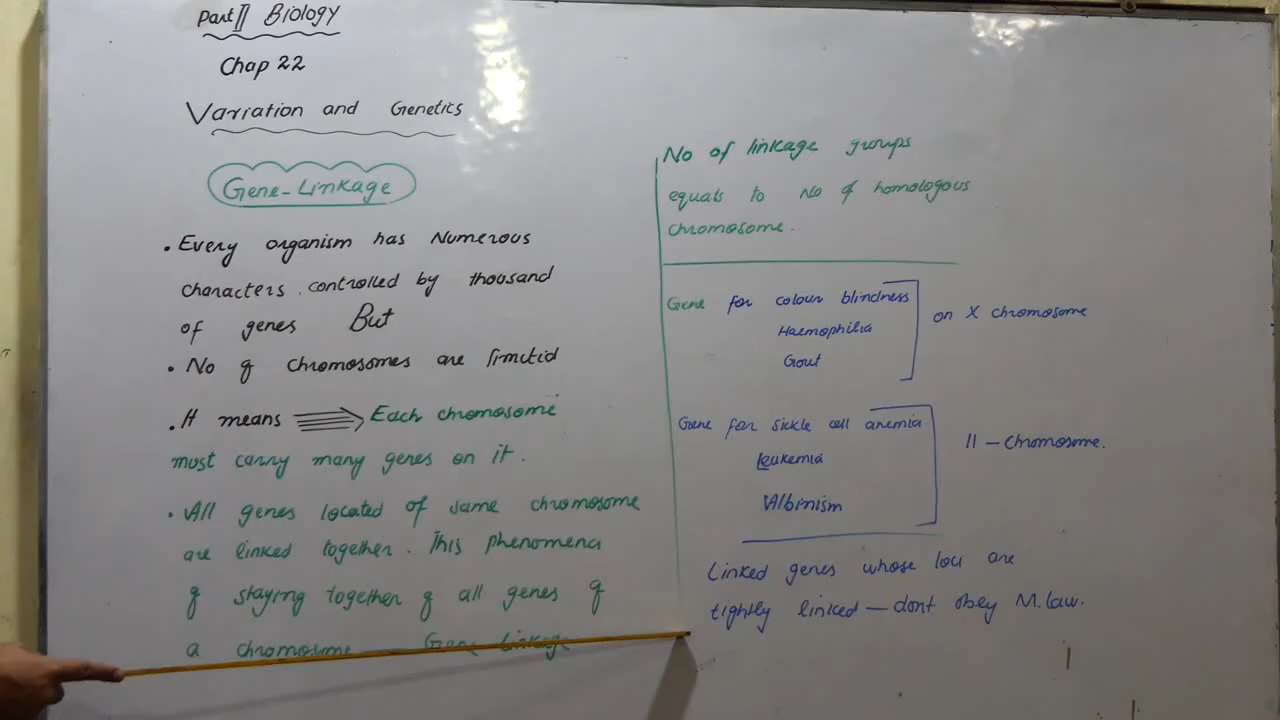 Part II Biology
Chap 22
Variation and Genetics
Gene-Linkage
• Every organism has Numerous
characters controlled by thousand
of genes But
• No of chromosomes are limited
• It means Each chromosome
must carry many genes on it.
• All genes located of same chromosome
are linked together. This phenomena
of staying together of all genes of
a chromosome Gene Linkage
No of linkage groups
equals to No of homologous
chromosome.
Gene for colour blindness
Haemophilia
Gout
on X chromosome
Gene for sickle cell anemia
Leukemia
Albinism
11 – chromosome.
Linked genes whose loci are
tightly linked — dont obey M. law.